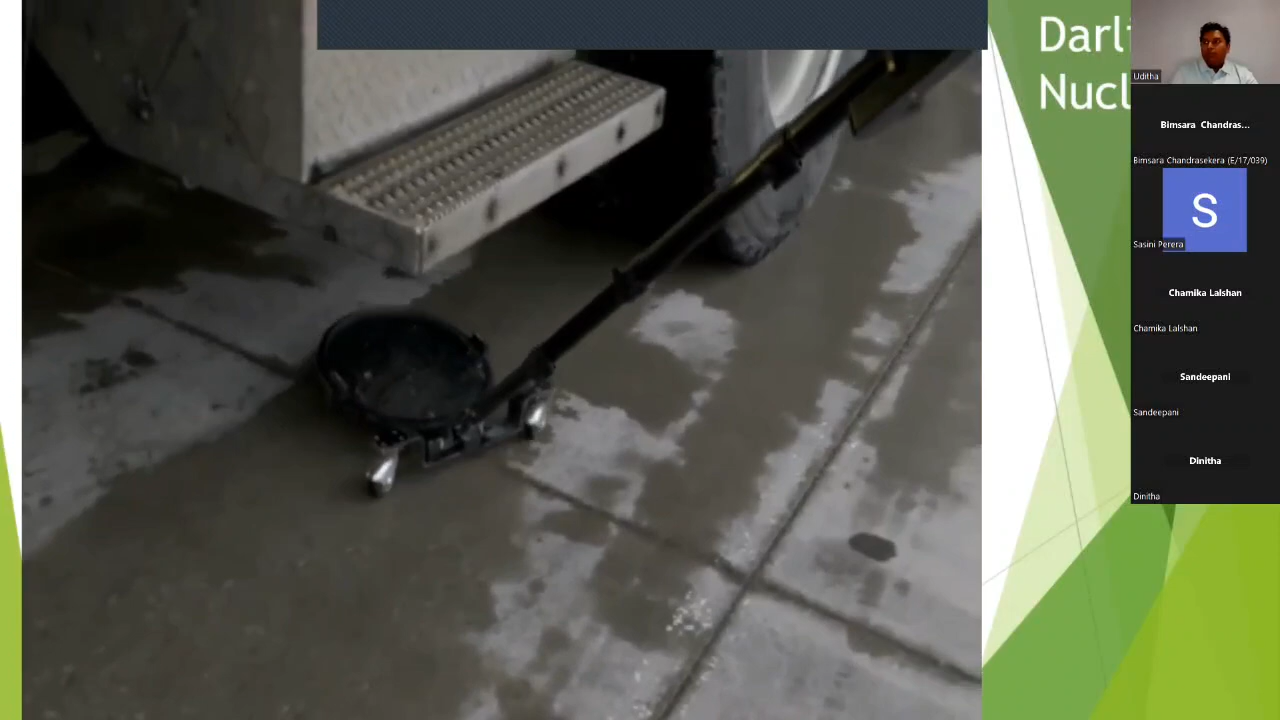 Darl
Nucl
Uditha
Bimsara Chandras...
Bimsara Chandrasekera (E/17/039)
S
Sasini Perera
Chamika Lalshan
Chamika Lalshan
Sandeepani
Sandeepani
Dinitha
Dinitha